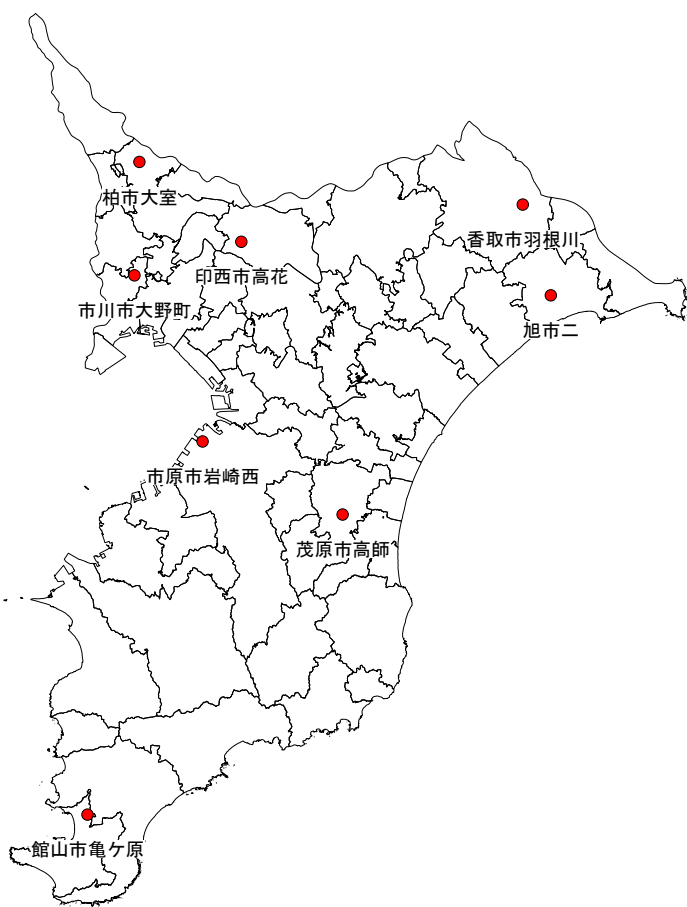 柏市大室
香取市羽根川
印西市高花
市川市大野町
旭市二
市原市岩崎西
茂原市高師
館山市亀ケ原